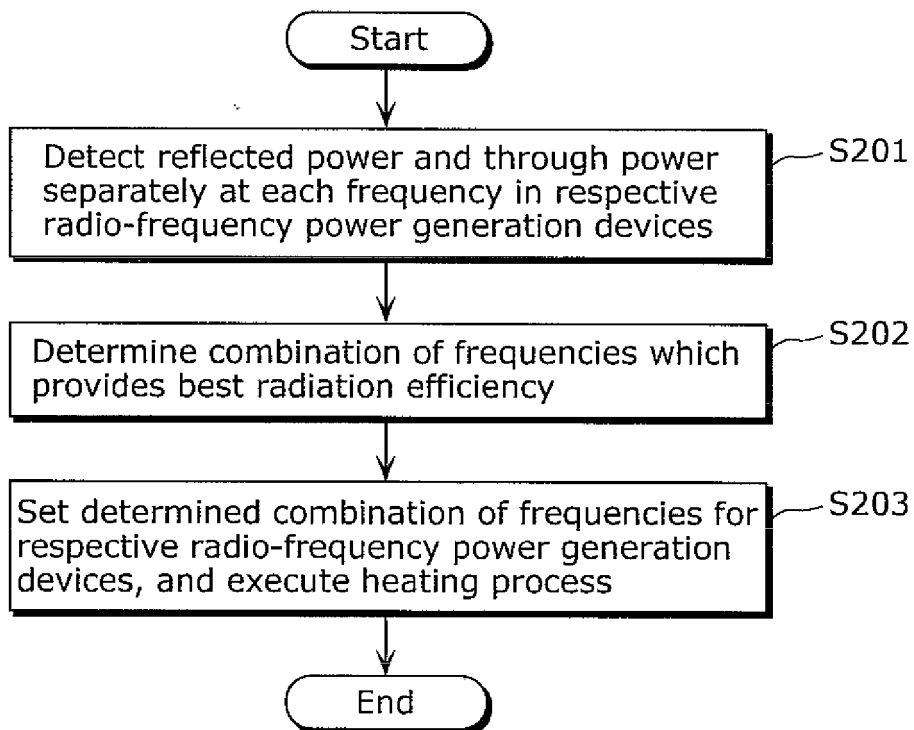 Start
Detect reflected power and through power
separately at each frequency in respective
radio-frequency power generation devices
S201
Determine combination of frequencies which
provides best radiation efficiency
S202
Set determined combination of frequencies for
respective radio-frequency power generation
devices, and execute heating process
S203
End